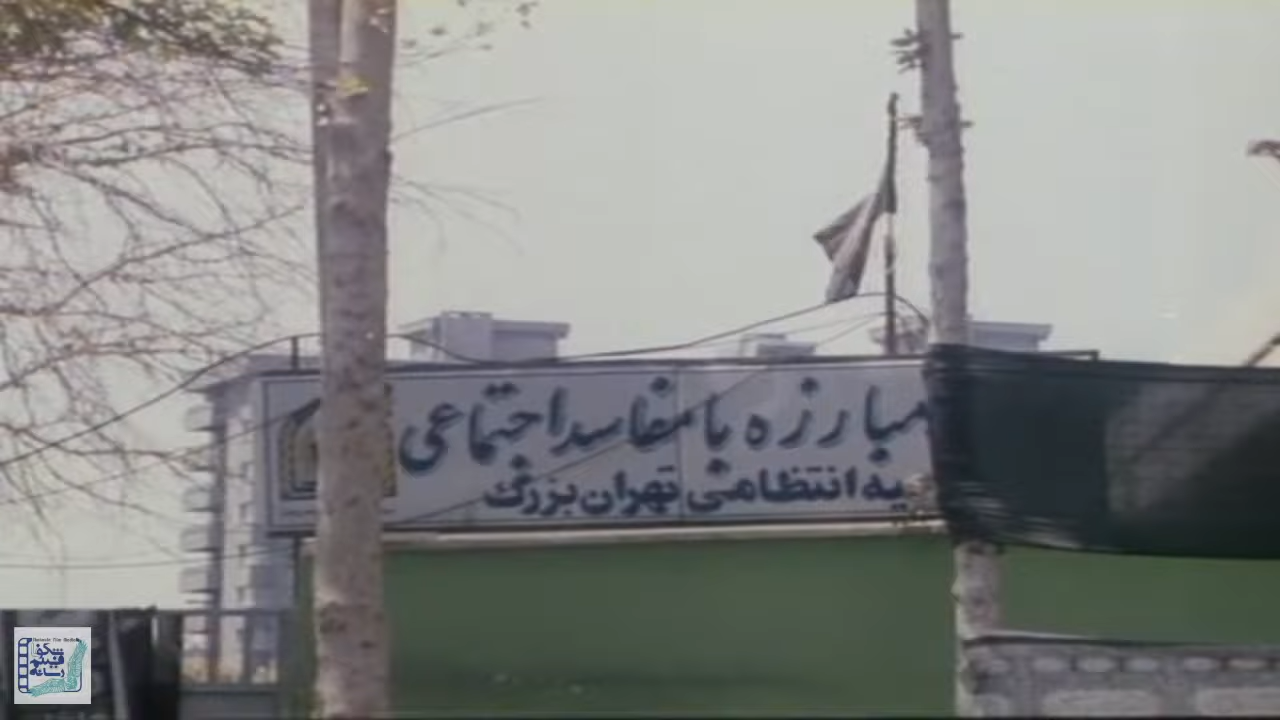 مبارزه با مفاسد اجتماعی
انتظامی تهران بزرگ